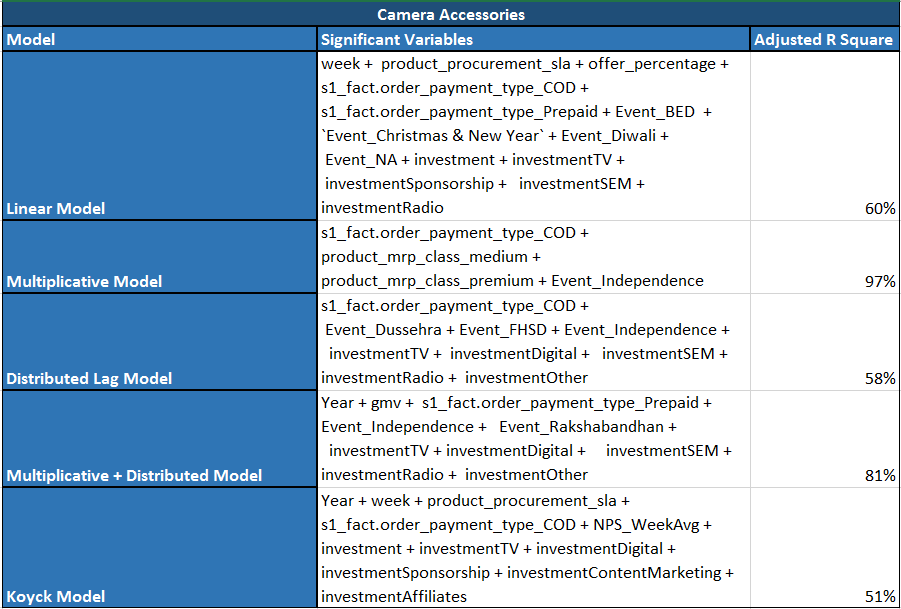 Camera Accessories
Model Significant Variables Adjusted R Square
week + product_procurement_sla + offer_percentage +
s1_fact.order_payment_type_COD +
s1_fact.order_payment_type_Prepaid + Event_BED +
`Event_Christmas & New Year` + Event_Diwali +
Event_NA + investment + investmentTV +
investmentSponsorship + investmentSEM +
Linear Model investmentRadio 60%
s1_fact.order_payment_type_COD +
product_mrp_class_medium +
Multiplicative Model product_mrp_class_premium + Event_Independence 97%
s1_fact.order_payment_type_COD +
Event_Dussehra + Event_FHSD + Event_Independence +
investmentTV + investmentDigital + investmentSEM +
Distributed Lag Model investmentRadio + investmentOther 58%
Year + gmv + s1_fact.order_payment_type_Prepaid +
Event_Independence + Event_Rakshabandhan +
investmentTV + investmentDigital + investmentSEM +
Multiplicative + Distributed Model investmentRadio + investmentOther 81%
Year + week + product_procurement_sla +
s1_fact.order_payment_type_COD + NPS_WeekAvg +
investment + investmentTV + investmentDigital +
investmentSponsorship + investmentContentMarketing +
Koyck Model investmentAffiliates 51%